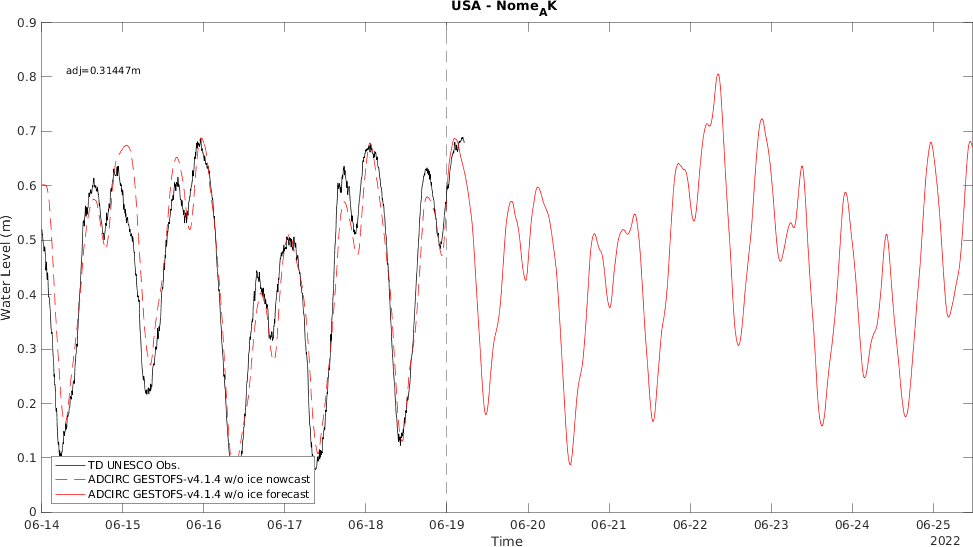 USA - Nome_AK
0.9
0.8
adj=0.31447m
0.7
0.6
0.5
0.4
0.3
0.2
0.1
0
Water Level (m)
TD UNESCO Obs.
ADCIRC GESTOFS-v4.1.4 w/o ice nowcast
ADCIRC GESTOFS-v4.1.4 w/o ice forecast
06-14 06-15 06-16 06-17 06-18 06-19 06-20 06-21 06-22 06-23 06-24 06-25
Time
2022